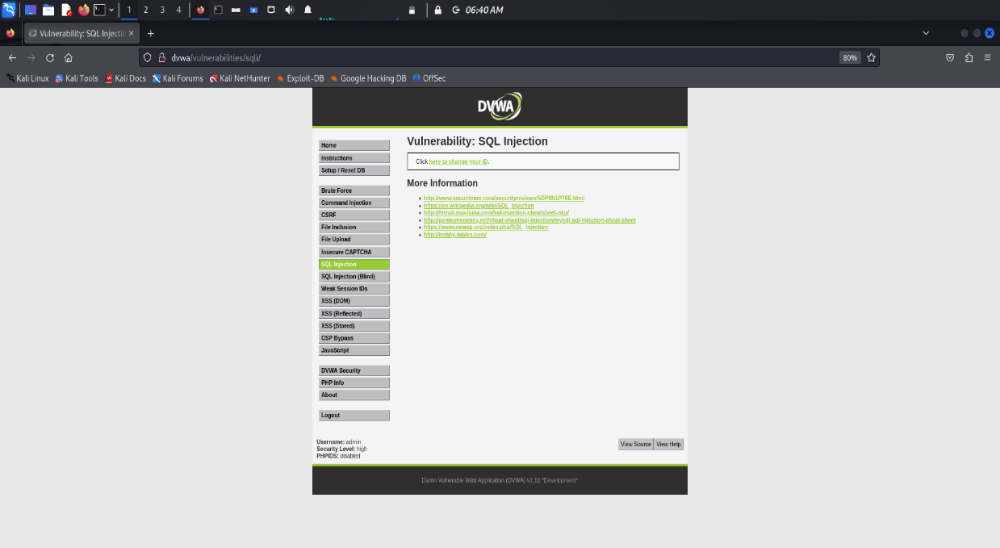 1 2 3 4 06:40 AM
Vulnerability: SQL Injectio
dvwa/vulnerabilities/sqli/ 80%
Kali Linux Kali Tools Kali Docs Kali Forums Kali NetHunter Exploit-DB Google Hacking DB OffSec
DVWA
Home
Instructions
Setup / Reset DB
Brute Force
Command Injection
CSRF
File Inclusion
File Upload
Insecure CAPTCHA
SQL Injection
SQL Injection (Blind)
Weak Session IDs
XSS (DOM)
XSS (Reflected)
XSS (Stored)
CSP Bypass
JavaScript
DVWA Security
PHP Info
About
Logout
Vulnerability: SQL Injection
Click here to change your ID.
More Information
http://www.securiteam.com/securityreviews/5DP0N1P76E.html
https://en.wikipedia.org/wiki/SQL_injection
http://ferruh.mavituna.com/sql-injection-cheatsheet-oku/
http://pentestmonkey.net/cheat-sheet/sql-injection/mysql-sql-injection-cheat-sheet
https://www.owasp.org/index.php/SQL_Injection
http://bobby-tables.com/
Username: admin
Security Level: high
PHPIDS: disabled
View Source View Help
Damn Vulnerable Web Application (DVWA) v1.10 *Development*